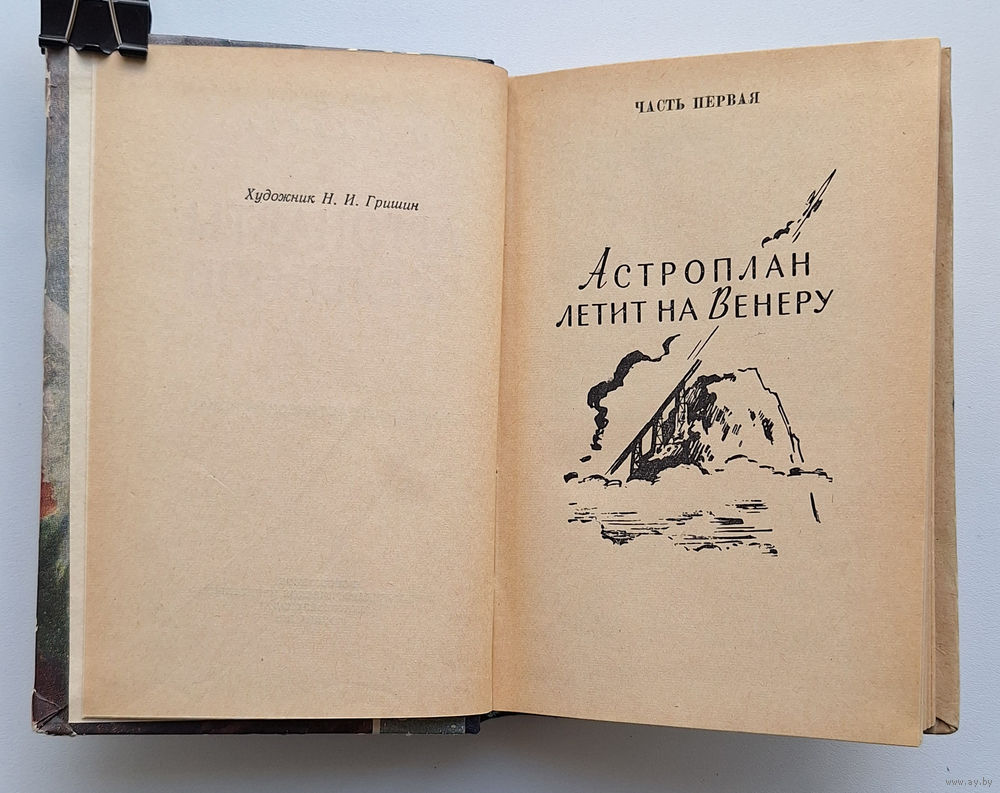 Художник Н. И. Гришин
ЧАСТЬ ПЕРВАЯ
АСТРОПЛАН
ЛЕТИТ НА ВЕНЕРУ
www.ay.by